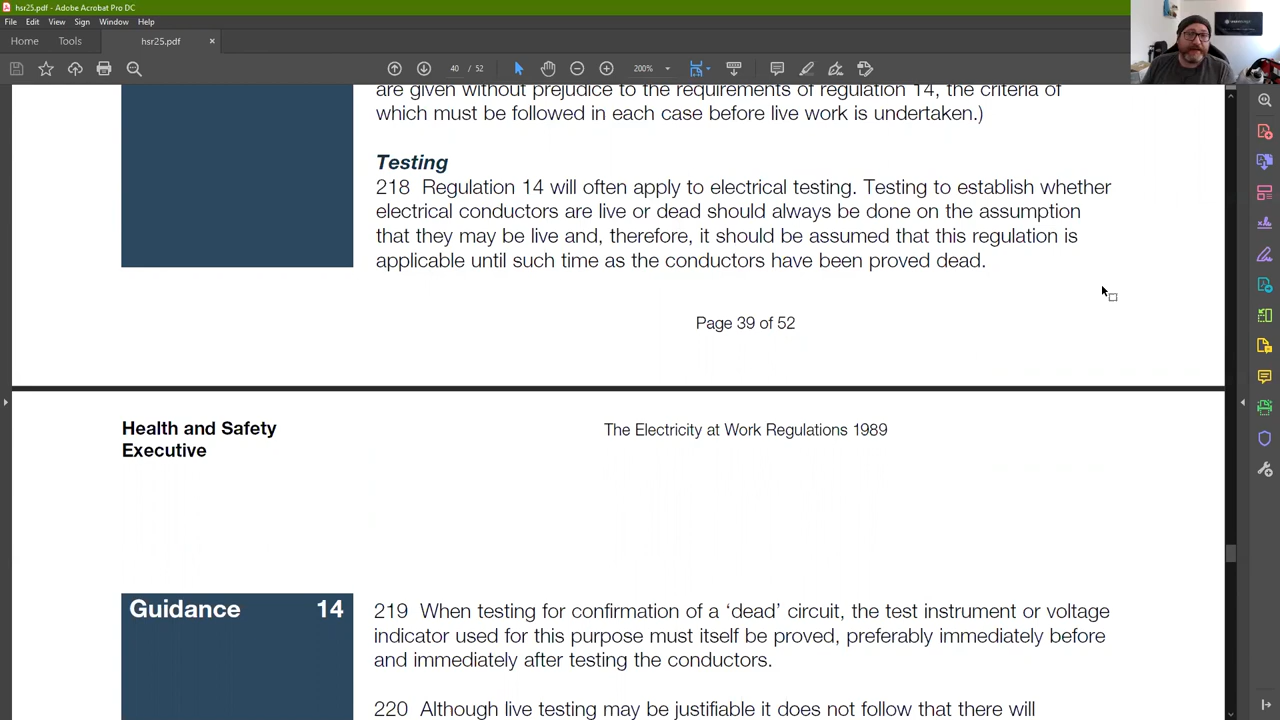 hsr25.pdf - Adobe Acrobat Pro DC
File Edit View Sign Window Help
Home Tools hsr25.pdf ×
40 / 52 200%
are given without prejudice to the requirements of regulation 14, the criteria of
which must be followed in each case before live work is undertaken.)
Testing
218 Regulation 14 will often apply to electrical testing. Testing to establish whether
electrical conductors are live or dead should always be done on the assumption
that they may be live and, therefore, it should be assumed that this regulation is
applicable until such time as the conductors have been proved dead.
Page 39 of 52
Health and Safety
Executive
The Electricity at Work Regulations 1989
Guidance 14
219 When testing for confirmation of a ‘dead’ circuit, the test instrument or voltage
indicator used for this purpose must itself be proved, preferably immediately before
and immediately after testing the conductors.
220 Although live testing may be justifiable it does not follow that there will